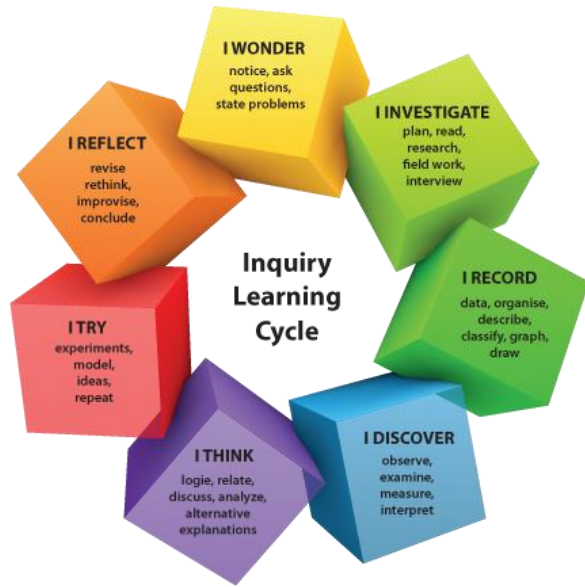 I WONDER
notice, ask
questions,
state problems
I INVESTIGATE
plan, read,
research,
field work,
interview
I RECORD
data, organise,
describe,
classify, graph,
draw
I DISCOVER
observe,
examine,
measure,
interpret
I THINK
logie, relate,
discuss, analyze,
alternative
explanations
I TRY
experiments,
model,
ideas,
repeat
I REFLECT
revise
rethink,
improvise,
conclude
Inquiry
Learning
Cycle